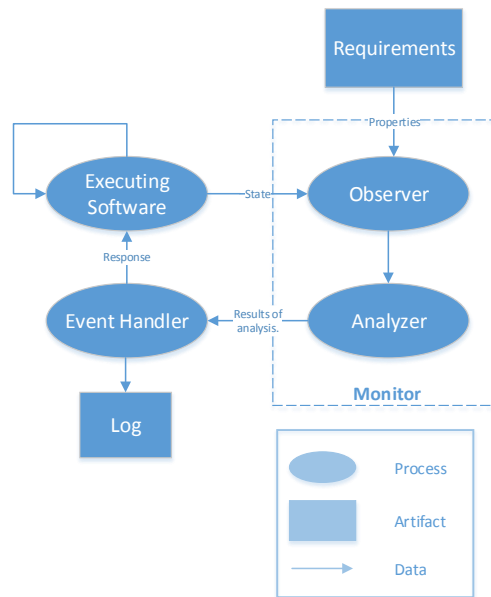 Requirements
Properties
Executing
Software
State
Observer
Response
Event Handler
Results of
analysis.
Analyzer
Monitor
Log
Process
Artifact
Data